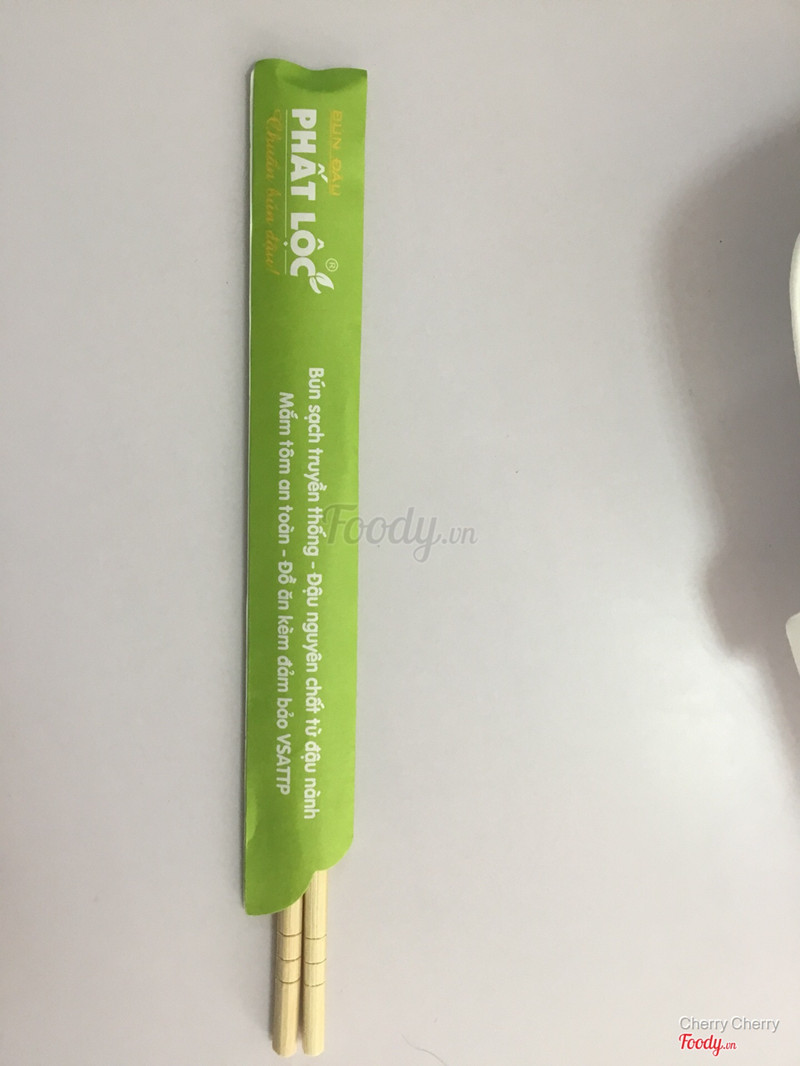 BÚN ĐẬU
PHẤT LỘC®
Chuẩn bún đậu!
Bún sạch truyền thống - Đậu nguyên chất từ đậu nành
Mắm tôm an toàn - Đồ ăn kèm đảm bảo VSATTP
Foody.vn
Cherry Cherry
Foody.vn